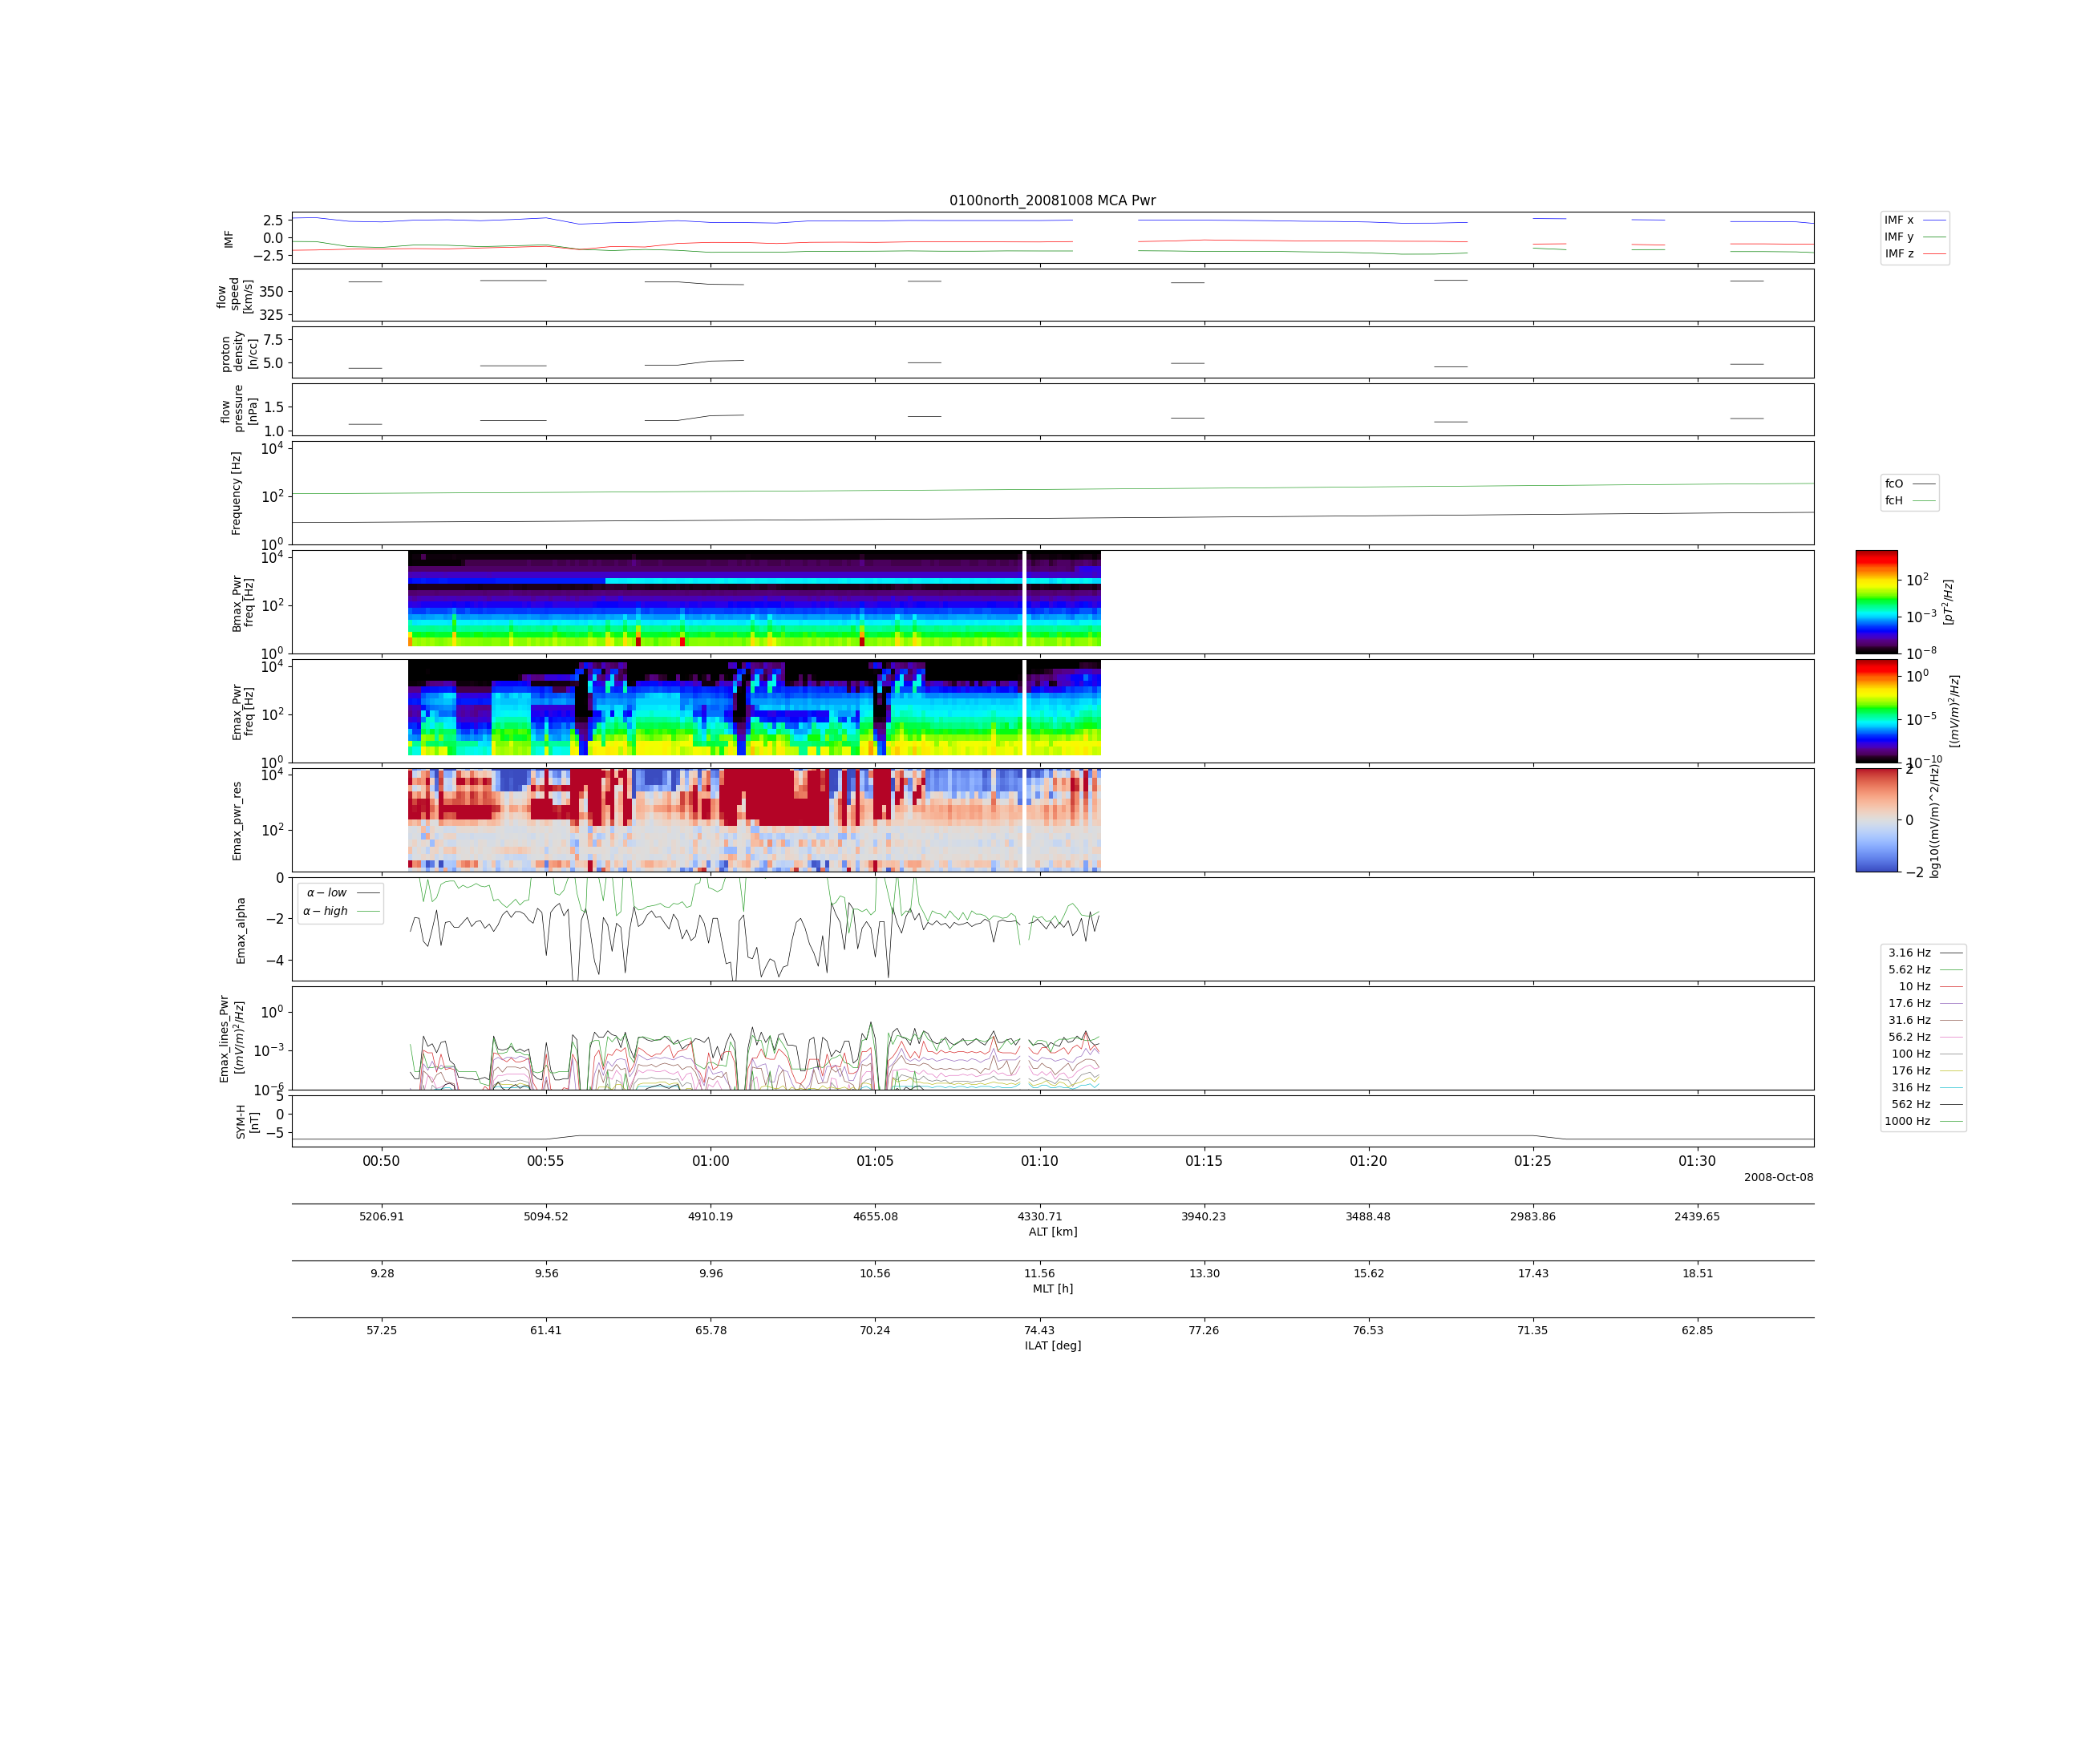 0100north_20081008 MCA Pwr
IMF
2.5
0.0
−2.5
IMF x
IMF y
IMF z
flow
speed
[km/s]
350
325
proton
density
[n/cc]
7.5
5.0
flow
pressure
[nPa]
1.5
1.0
Frequency [Hz]
10^4
10^2
10^0
fcO
fcH
Bmax_Pwr
freq [Hz]
10^4
10^2
10^0
10^2
10^−3
10^−8
[pT^2/Hz]
Emax_Pwr
freq [Hz]
10^4
10^2
10^0
10^0
10^−5
10^−10
[(mV/m)^2/Hz]
Emax_pwr_res
10^4
10^2
2
0
−2
log10((mV/m)^2/Hz)
Emax_alpha
0
−2
−4
α − low
α − high
Emax_lines_Pwr
[(mV/m)^2/Hz]
10^0
10^−3
10^−6
3.16 Hz
5.62 Hz
10 Hz
17.6 Hz
31.6 Hz
56.2 Hz
100 Hz
176 Hz
316 Hz
562 Hz
1000 Hz
SYM-H
[nT]
5
0
−5
00:50 00:55 01:00 01:05 01:10 01:15 01:20 01:25 01:30
2008-Oct-08
5206.91 5094.52 4910.19 4655.08 4330.71 3940.23 3488.48 2983.86 2439.65
ALT [km]
9.28 9.56 9.96 10.56 11.56 13.30 15.62 17.43 18.51
MLT [h]
57.25 61.41 65.78 70.24 74.43 77.26 76.53 71.35 62.85
ILAT [deg]